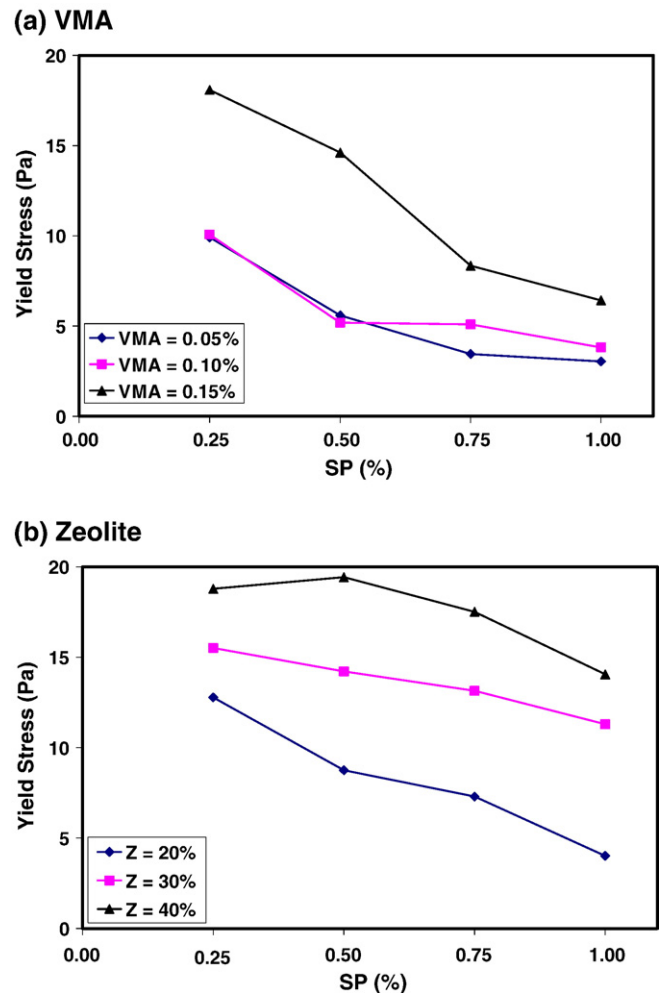 (a) VMA
20
15
10
5
0
Yield Stress (Pa)
VMA = 0.05%
VMA = 0.10%
VMA = 0.15%
0.00 0.25 0.50 0.75 1.00
SP (%)
(b) Zeolite
20
15
10
5
0
Yield Stress (Pa)
Z = 20%
Z = 30%
Z = 40%
0.00 0.25 0.50 0.75 1.00
SP (%)